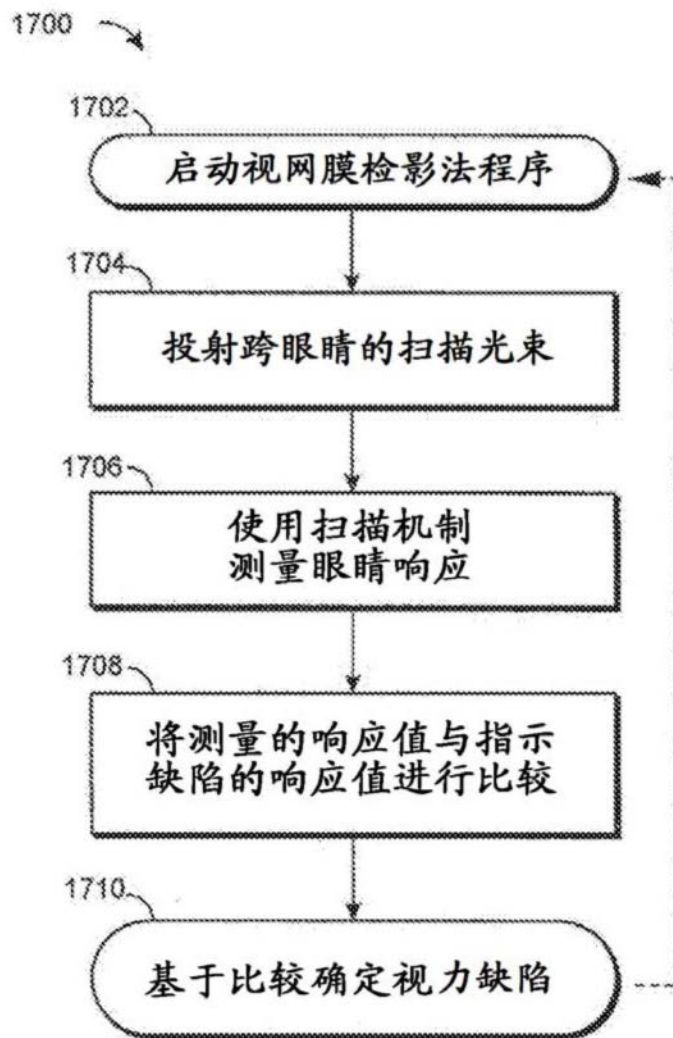 1700
1702
启动视网膜检影法程序
1704
投射跨眼睛的扫描光束
1706
使用扫描机制
测量眼睛响应
1708
将测量的响应值与指示
缺陷的响应值进行比较
1710
基于比较确定视力缺陷